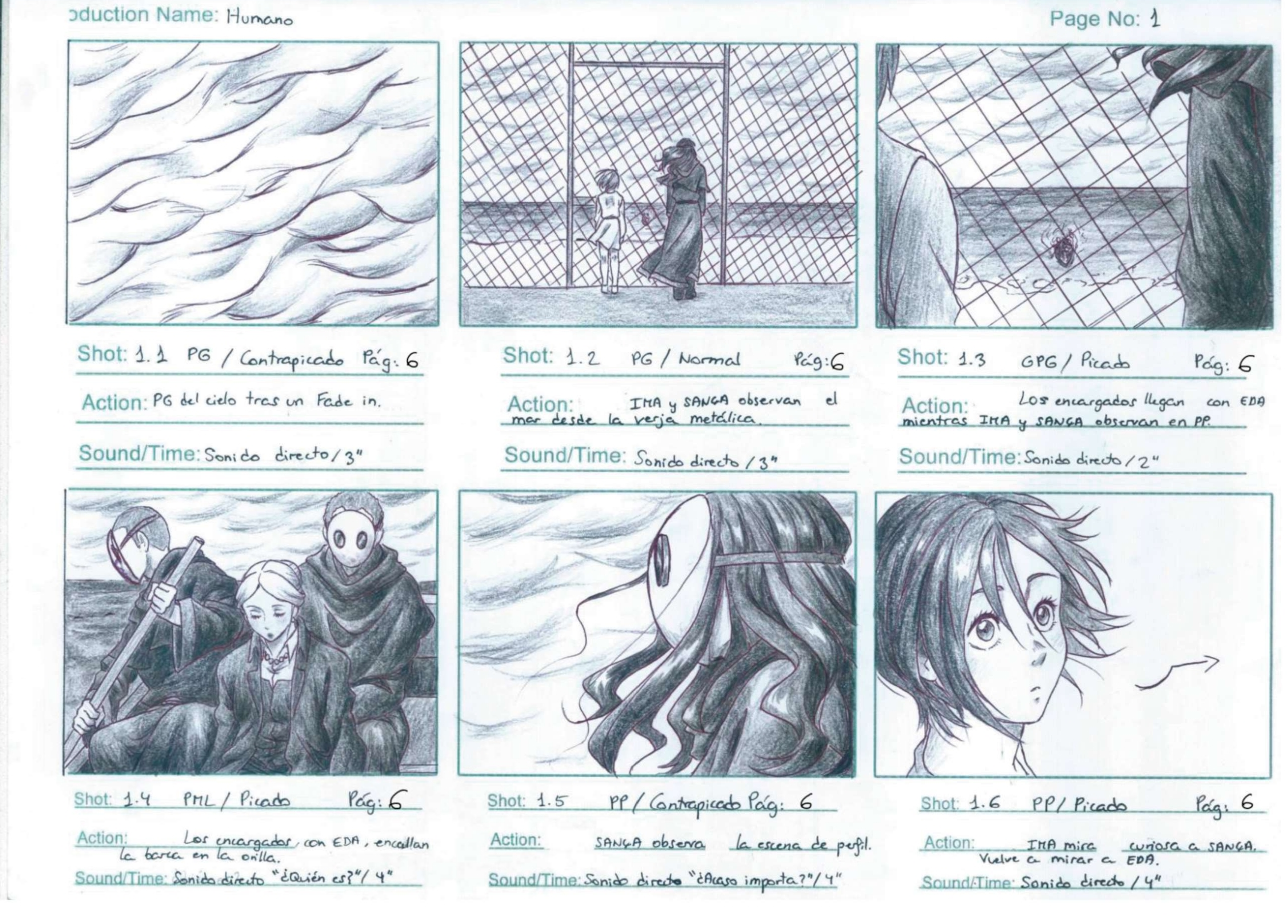 oduction Name: Humano
Page No: 1
Shot: 1.1 PG / Contrapicado Pág: 6
Action: PG del cielo tras un Fade in.
Sound/Time: Sonido directo / 3"
Shot: 1.2 PG / Normal Pág: 6
Action: IMA y SANGA observan el
mar desde la verja metálica.
Sound/Time: Sonido directo / 3"
Shot: 1.3 GPG / Picado Pág: 6
Action: Los encargados llegan con EDA
mientras IMA y SANGA observan en PP.
Sound/Time: Sonido directo / 2"
Shot: 1.4 PML / Picado Pág: 6
Action: Los encargados, con EDA, encallan
la barca en la orilla.
Sound/Time: Sonido directo "¿Quién es?" / 4"
Shot: 1.5 PP / Contrapicado Pág: 6
Action: SANGA observa la escena de perfil.
Sound/Time: Sonido directo "¿Acaso importa?" / 4"
Shot: 1.6 PP / Picado Pág: 6
Action: IMA mira curiosa a SANGA.
Vuelve a mirar a EDA.
Sound/Time: Sonido directo / 4"